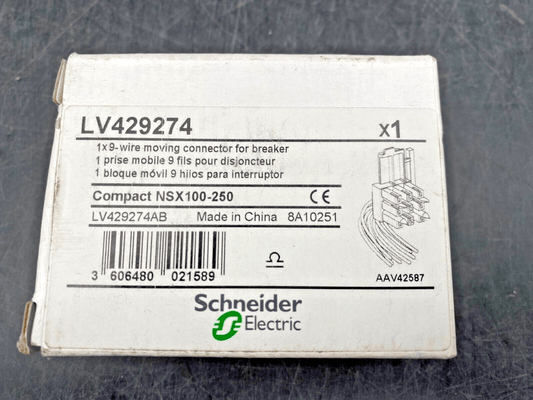 LV429274 x1
1x9-wire moving connector for breaker
1 prise mobile 9 fils pour disjoncteur
1 bloque móvil 9 hilos para interruptor
Compact NSX100-250 CE
LV429274AB Made in China 8A10251
3 606480 021589
AAV42587
Schneider
Electric